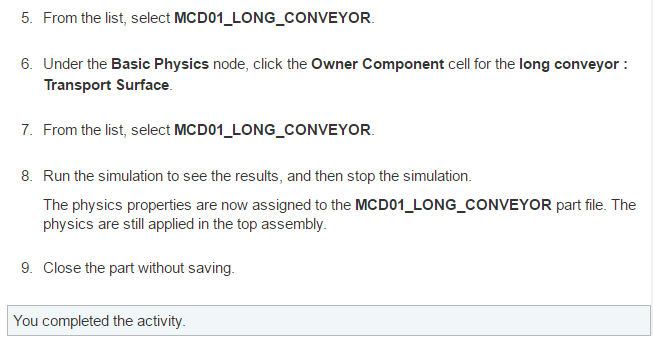 5. From the list, select MCD01_LONG_CONVEYOR.
6. Under the Basic Physics node, click the Owner Component cell for the long conveyor :
Transport Surface.
7. From the list, select MCD01_LONG_CONVEYOR.
8. Run the simulation to see the results, and then stop the simulation.
The physics properties are now assigned to the MCD01_LONG_CONVEYOR part file. The
physics are still applied in the top assembly.
9. Close the part without saving.
You completed the activity.